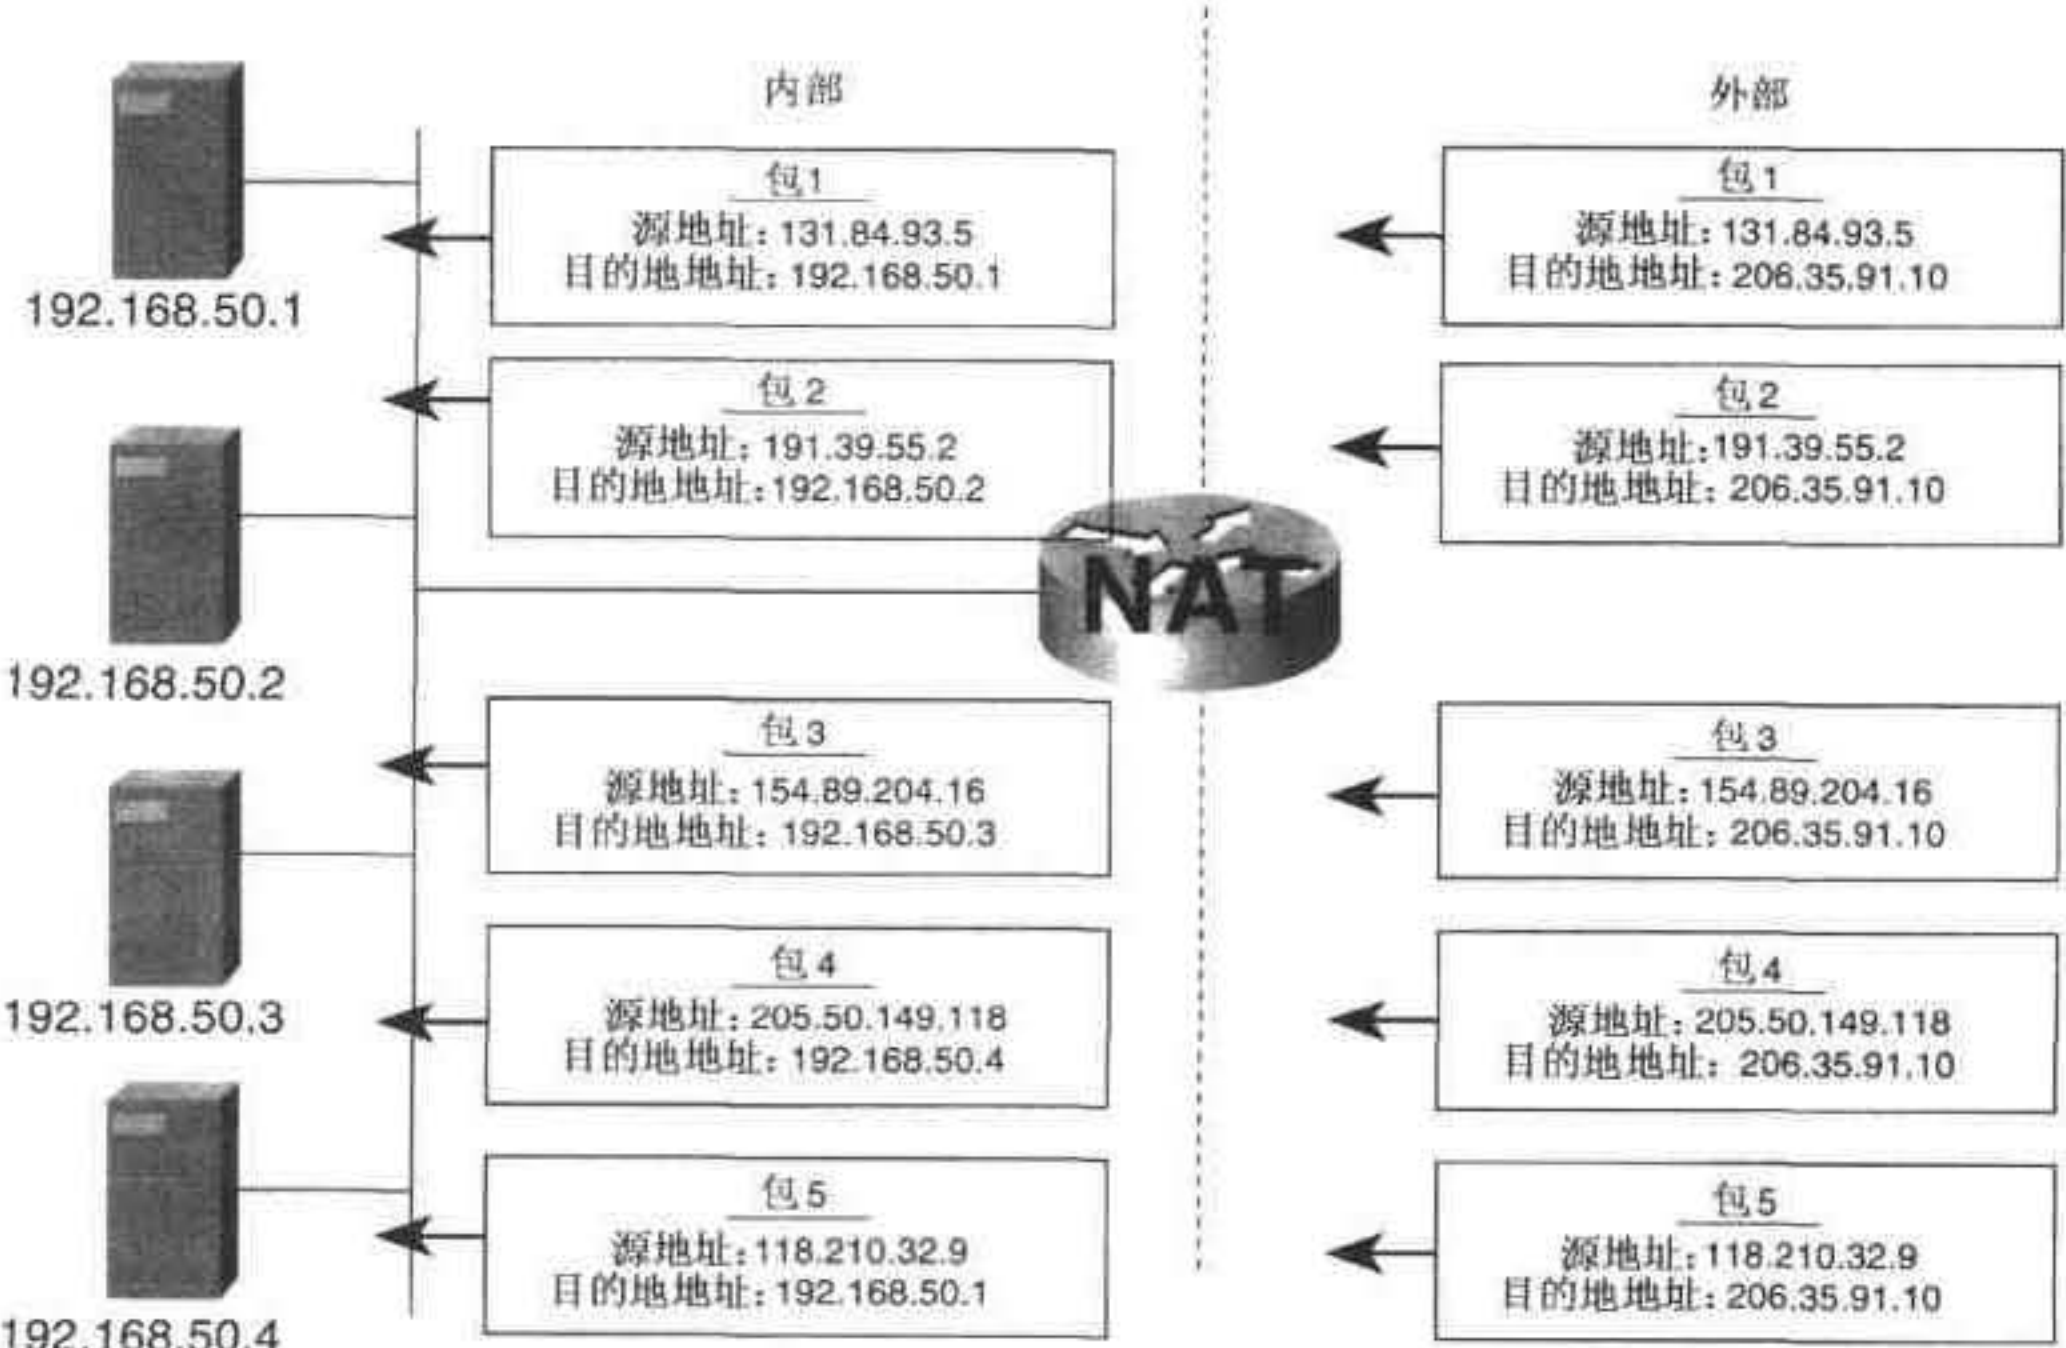 内部
外部
192.168.50.1
包1
源地址:131.84.93.5
目的地地址:192.168.50.1
包1
源地址:131.84.93.5
目的地地址:206.35.91.10
192.168.50.2
包2
源地址:191.39.55.2
目的地地址:192.168.50.2
包2
源地址:191.39.55.2
目的地地址:206.35.91.10
NAT
192.168.50.3
包3
源地址:154.89.204.16
目的地地址:192.168.50.3
包3
源地址:154.89.204.16
目的地地址:206.35.91.10
192.168.50.4
包4
源地址:205.50.149.118
目的地地址:192.168.50.4
包4
源地址:205.50.149.118
目的地地址:206.35.91.10
包5
源地址:118.210.32.9
目的地地址:192.168.50.1
包5
源地址:118.210.32.9
目的地地址:206.35.91.10